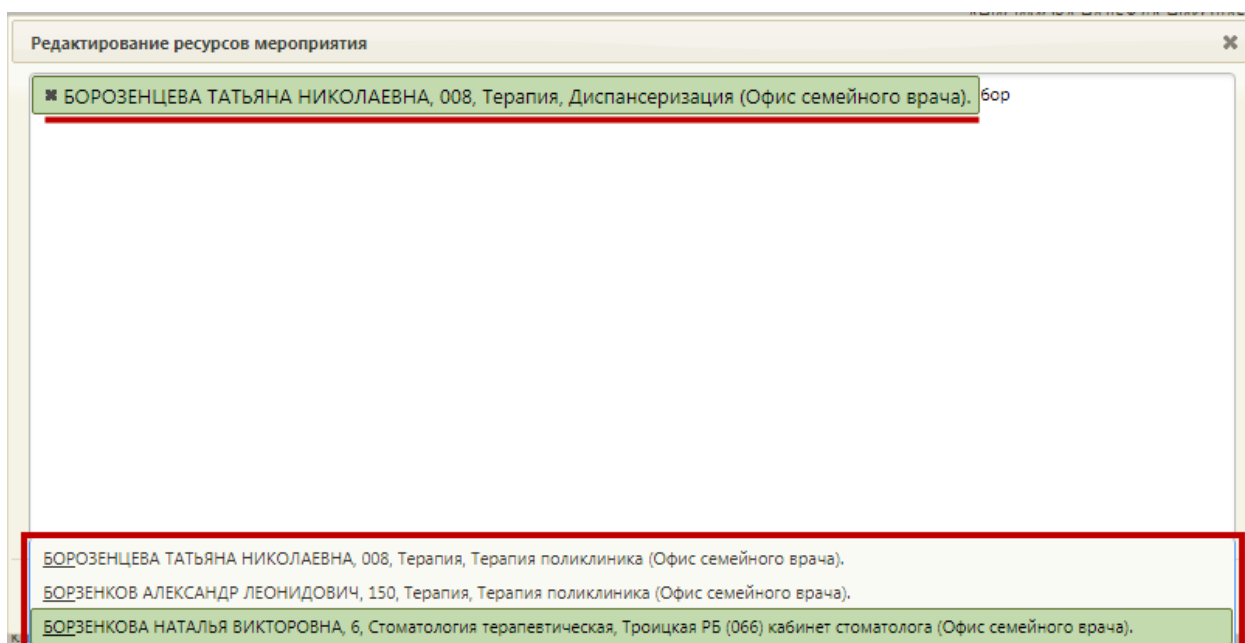 Редактирование ресурсов мероприятия
БОРОЗЕНЦЕВА ТАТЬЯНА НИКОЛАЕВНА, 008, Терапия, Диспансеризация (Офис семейного врача). бор
БОРОЗЕНЦЕВА ТАТЬЯНА НИКОЛАЕВНА, 008, Терапия, Терапия поликлиника (Офис семейного врача).
БОРЗЕНКОВ АЛЕКСАНДР ЛЕОНИДОВИЧ, 150, Терапия, Терапия поликлиника (Офис семейного врача).
БОРЗЕНКОВА НАТАЛЬЯ ВИКТОРОВНА, 6, Стоматология терапевтическая, Троицкая РБ (066) кабинет стоматолога (Офис семейного врача).